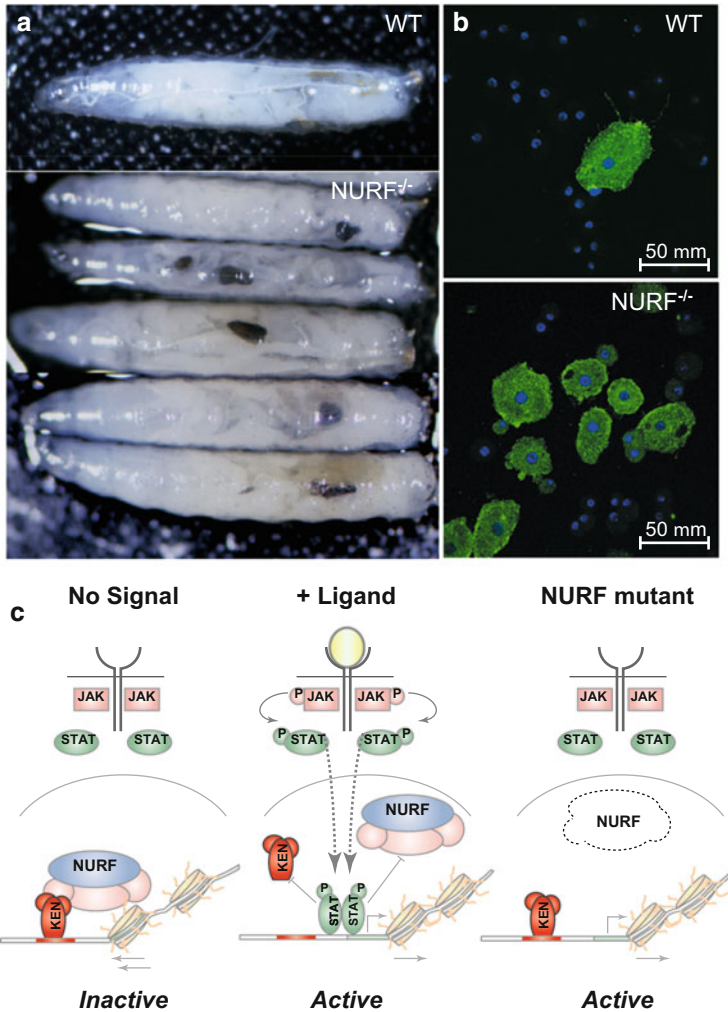 a
WT
NURF-/-
b
WT
50 mm
NURF-/-
50 mm
c
No Signal
+ Ligand
NURF mutant
JAK JAK
STAT STAT
NURF
KEN
Inactive
P JAK JAK P
P STAT STAT P
NURF
KEN
P P
STAT STAT
Active
JAK JAK
STAT STAT
NURF
KEN
Active